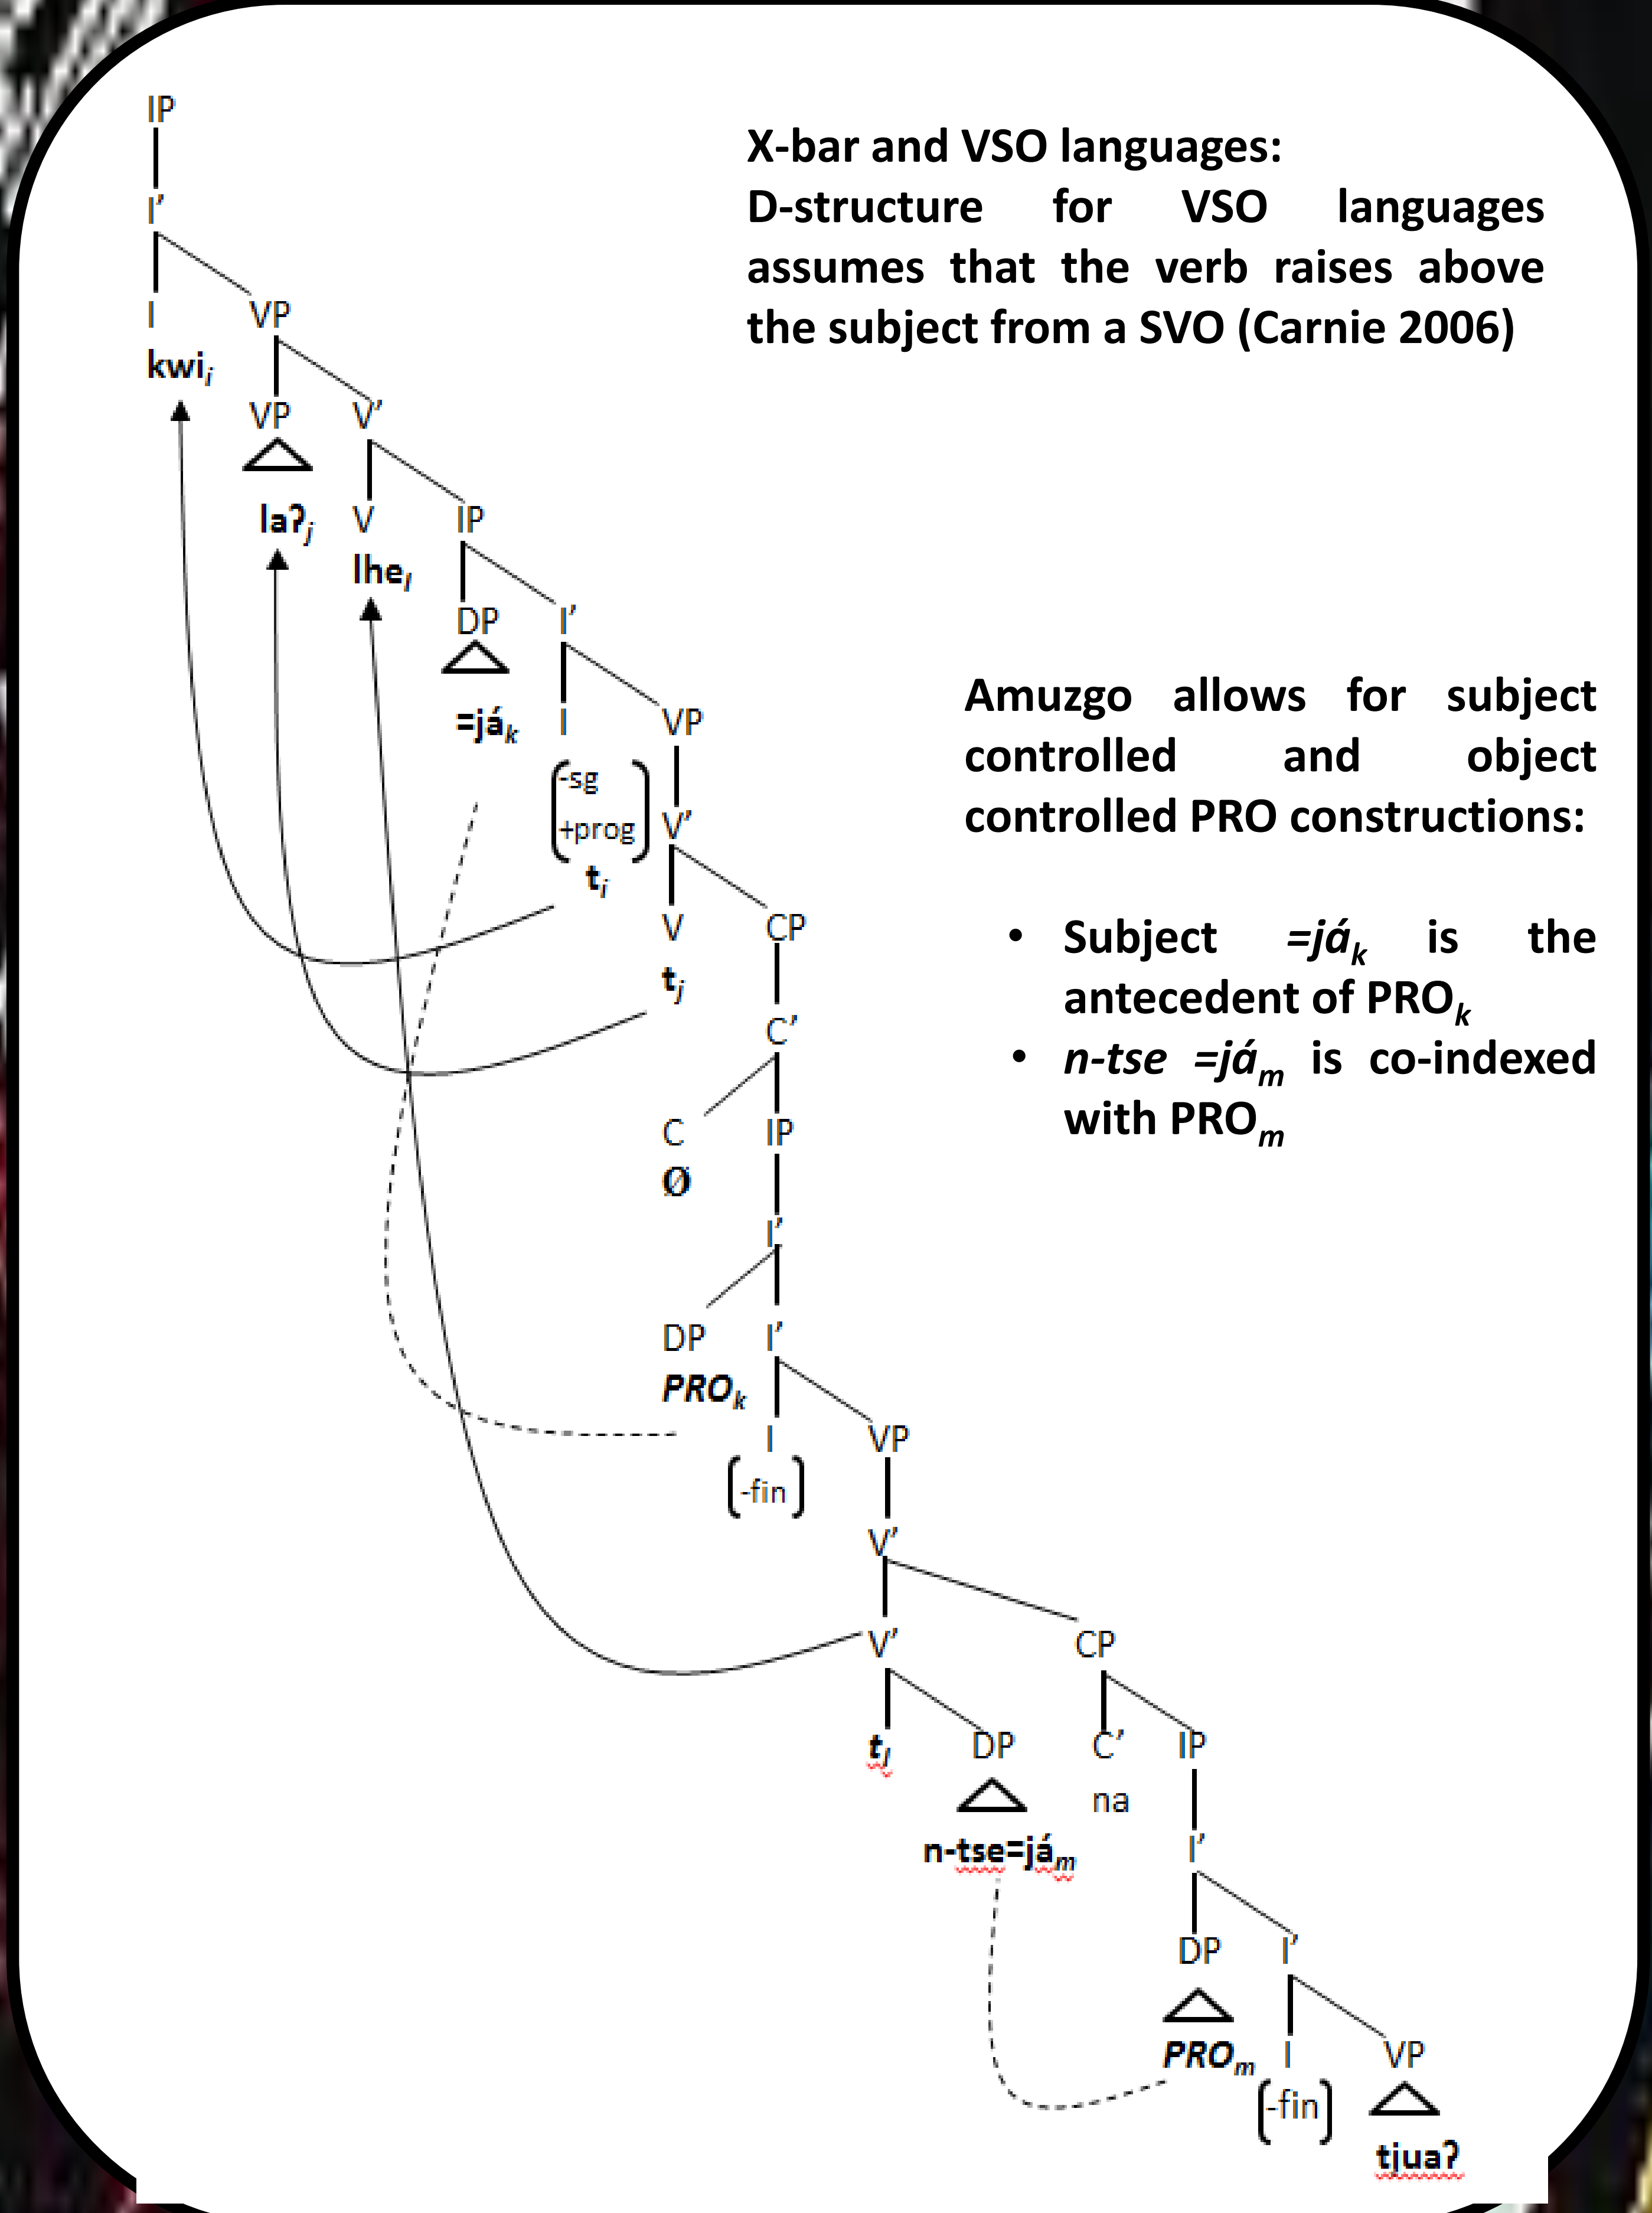 IP
X-bar and VSO languages:
I’
D-structure for VSO languages
assumes that the verb raises above
the subject from a SVO (Carnie 2006)
I VP
kwii
VP V’
laʔj V IP
lhel
DP I’
=ják I VP
Amuzgo allows for subject
controlled and object
controlled PRO constructions:
-sg
+prog V’
ti
V CP
tj
• Subject =ják is the
antecedent of PROk
• n-tse =jám is co-indexed
with PROm
C’
C IP
Ø
I’
DP I’
PROk
I VP
-fin
V’
V’ CP
tl DP C’ IP
na
n-tse=jám I’
DP I’
PROm I VP
-fin
tjuaʔ